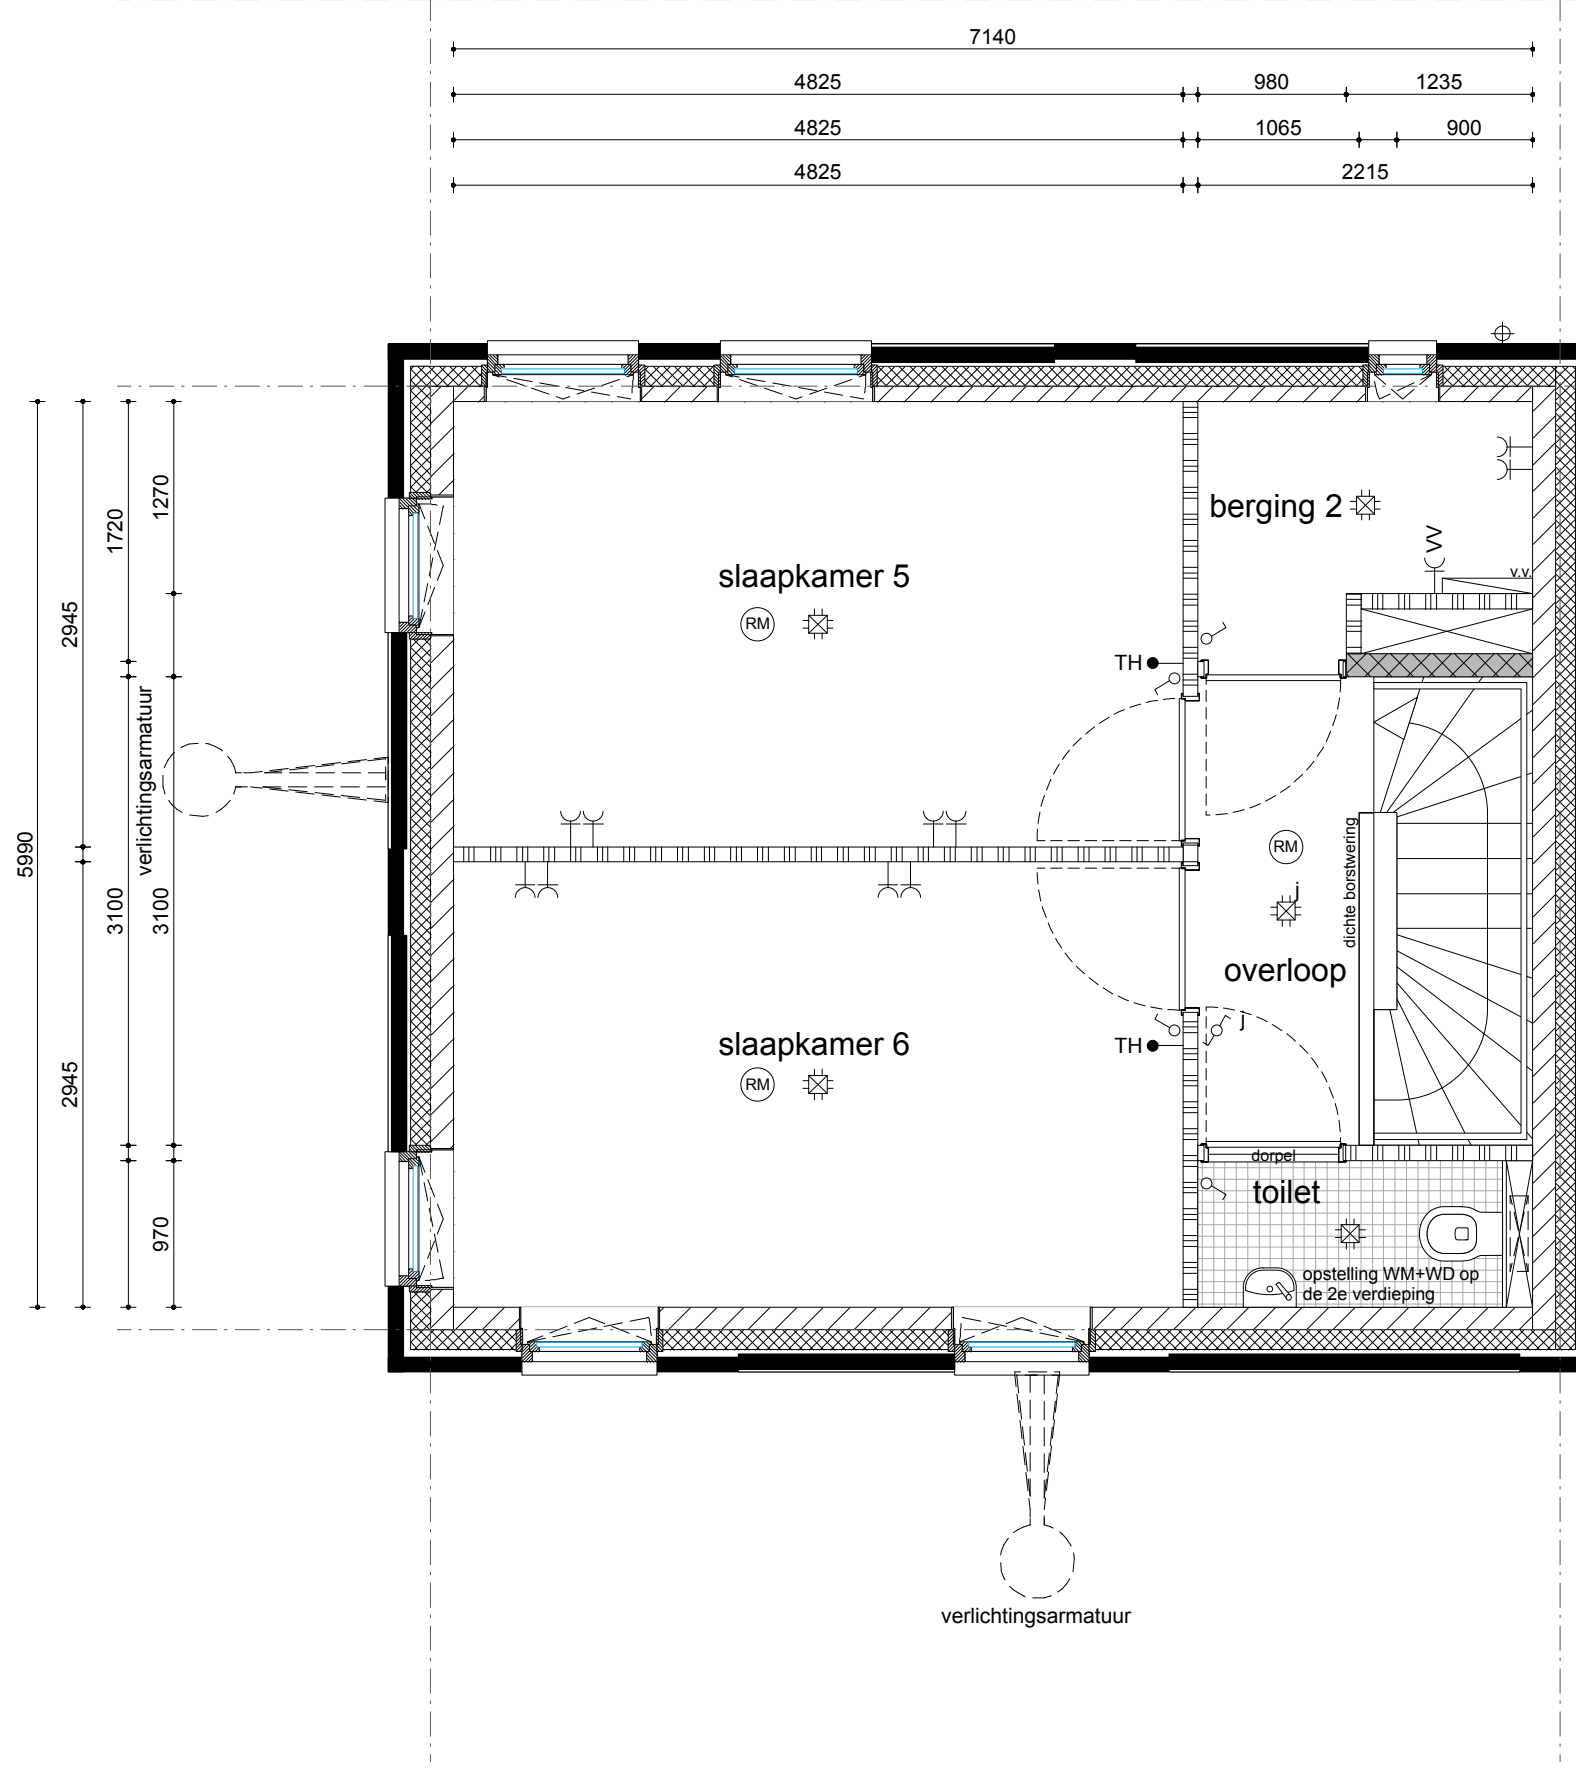 7140
4825
980
1235
4825
1065
900
4825
2215
5990
2945
2945
1720
3100
1270
3100
970
verlichtingsarmatuur
berging 2
VV
v.v.
slaapkamer 5
RM
TH
RM
j
dichte borstwering
overloop
slaapkamer 6
RM
TH
j
dorpel
toilet
opstelling WM+WD op
de 2e verdieping
verlichtingsarmatuur